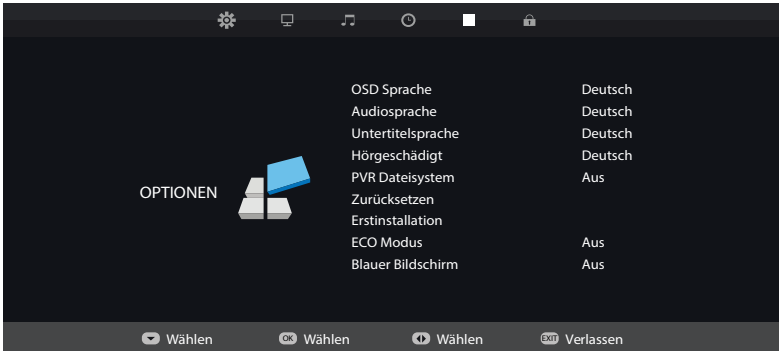 OPTIONEN
OSD Sprache Deutsch
Audiosprache Deutsch
Untertitelsprache Deutsch
Hörgeschädigt Deutsch
PVR Dateisystem Aus
Zurücksetzen
Erstinstallation
ECO Modus Aus
Blauer Bildschirm Aus
Wählen OK Wählen Wählen EXIT Verlassen